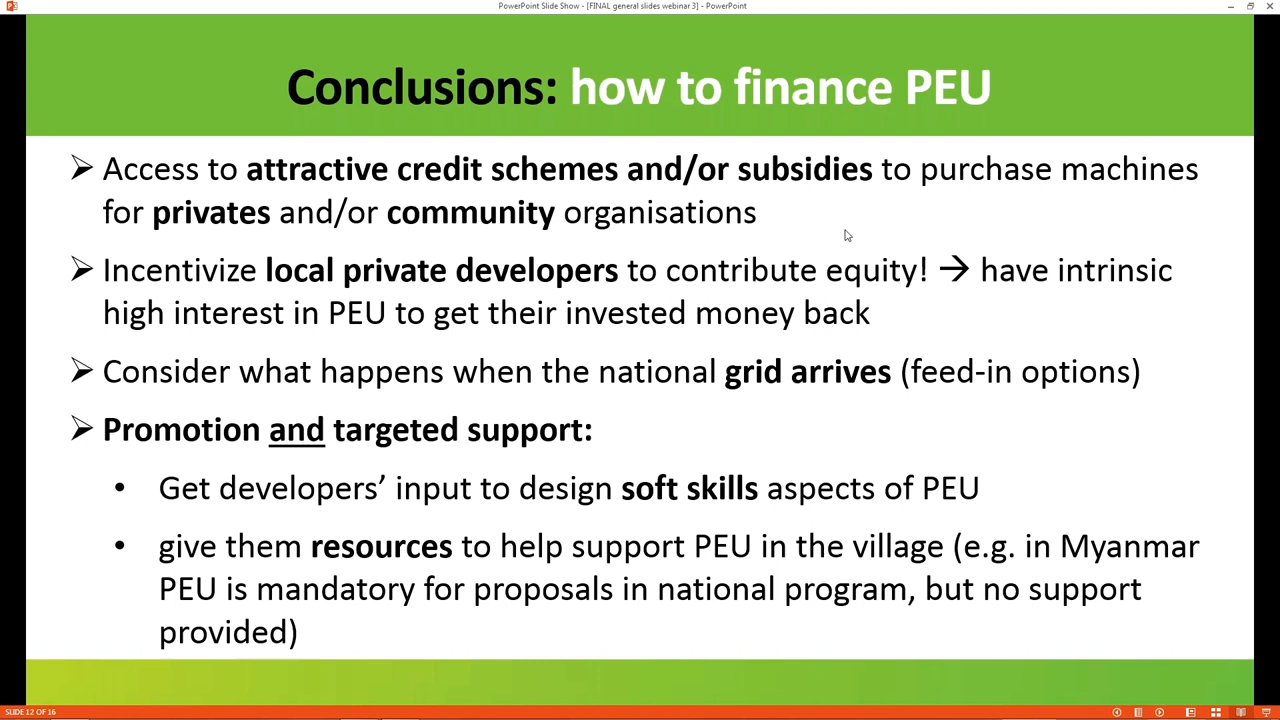 PowerPoint Slide Show - [FINAL general slides webinar 3] - PowerPoint
Conclusions: how to finance PEU
➢ Access to attractive credit schemes and/or subsidies to purchase machines
for privates and/or community organisations
➢ Incentivize local private developers to contribute equity! → have intrinsic
high interest in PEU to get their invested money back
➢ Consider what happens when the national grid arrives (feed-in options)
➢ Promotion and targeted support:
• Get developers’ input to design soft skills aspects of PEU
• give them resources to help support PEU in the village (e.g. in Myanmar
PEU is mandatory for proposals in national program, but no support
provided)
SLIDE 12 OF 16